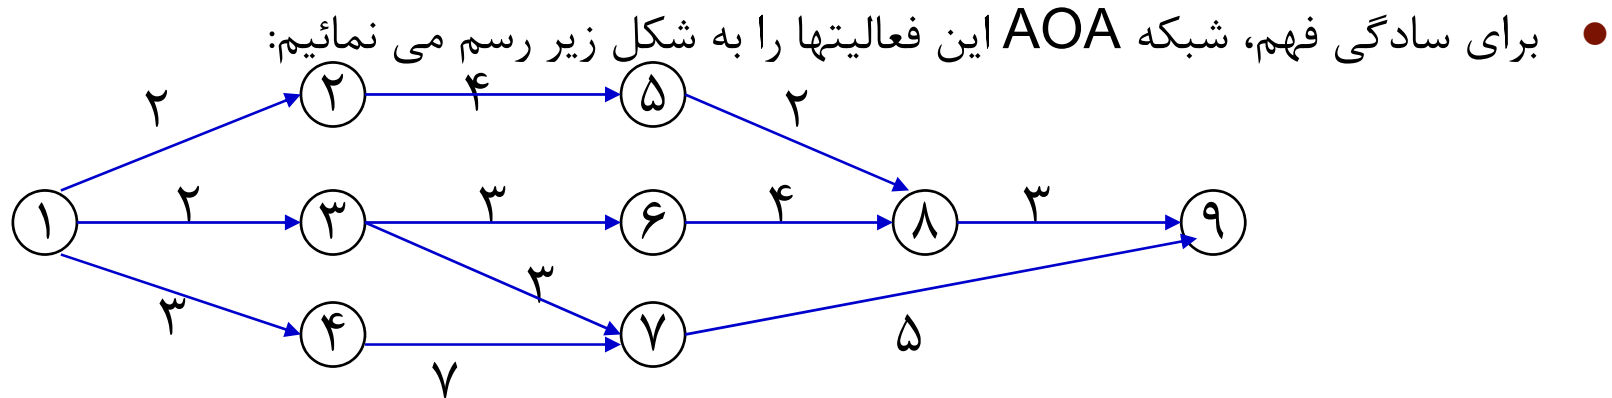 • برای سادگی فهم، شبکه AOA این فعالیتها را به شکل زیر رسم می نمائیم:
۲ ۲ ۴ ۵ ۲
۱ ۲ ۳ ۳ ۶ ۴ ۸ ۳ ۹
۳ ۴ ۳ ۷ ۵
۷